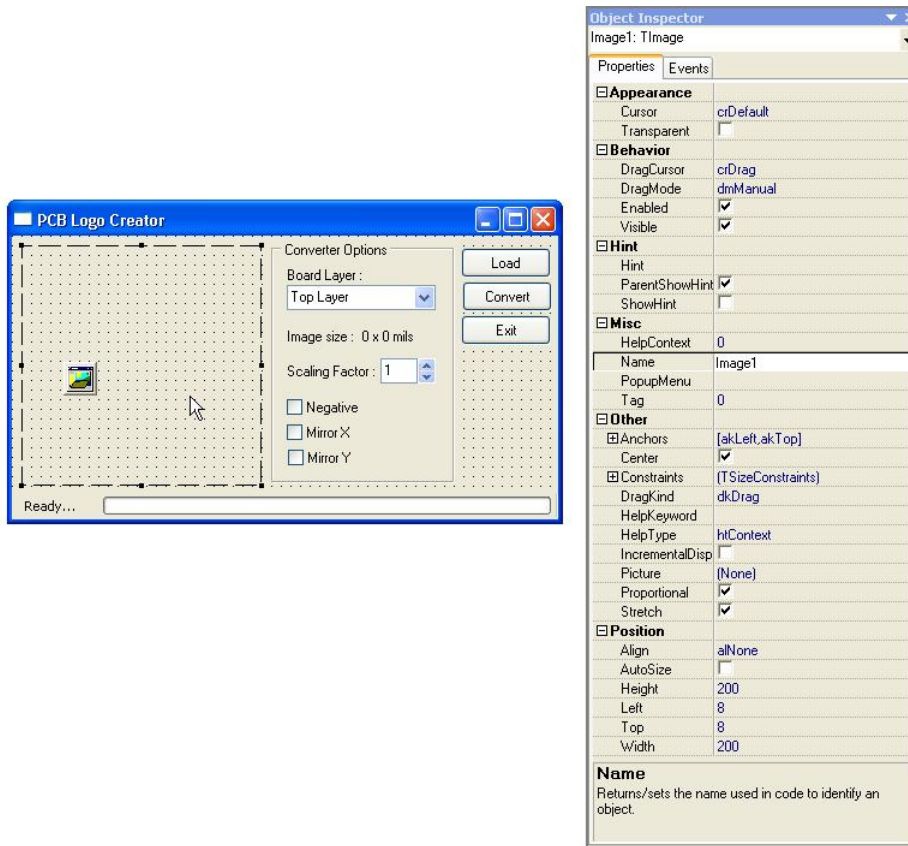 PCB Logo Creator
Converter Options
Board Layer :
Top Layer
Image size : 0 x 0 mils
Scaling Factor : 1
Negative
Mirror X
Mirror Y
Load
Convert
Exit
Ready...
Object Inspector
Image1: TImage
Properties Events
Appearance
Cursor crDefault
Transparent
Behavior
DragCursor crDrag
DragMode dmManual
Enabled
Visible
Hint
Hint
ParentShowHint
ShowHint
Misc
HelpContext 0
Name Image1
PopupMenu
Tag 0
Other
Anchors [akLeft,akTop]
Center
Constraints (TSizeConstraints)
DragKind dkDrag
HelpKeyword
HelpType htContext
IncrementalDisp
Picture (None)
Proportional
Stretch
Position
Align alNone
AutoSize
Height 200
Left 8
Top 8
Width 200
Name
Returns/sets the name used in code to identify an
object.